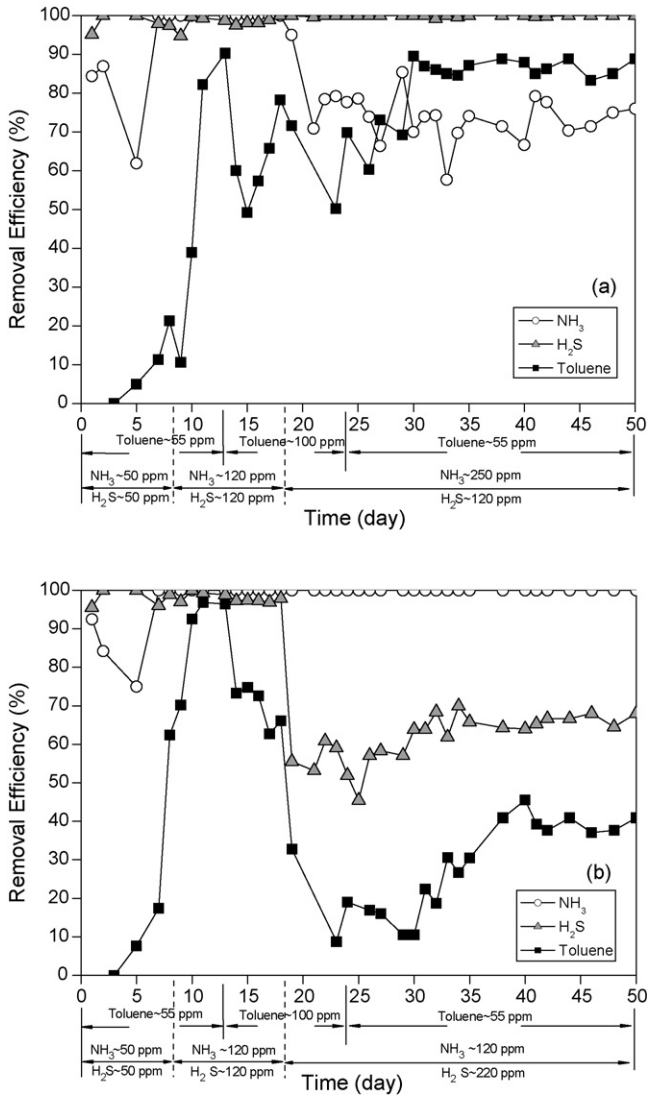 100
90
80
70
60
50
40
30
20
10
0
Removal Efficiency (%)
(a)
NH₃
H₂S
Toluene
0 5 10 15 20 25 30 35 40 45 50
Toluene~55 ppm Toluene~100 ppm Toluene~55 ppm
NH₃~50 ppm NH₃~120 ppm NH₃~250 ppm
H₂S~50 ppm H₂S~120 ppm H₂S~120 ppm
Time (day)
100
90
80
70
60
50
40
30
20
10
0
Removal Efficiency (%)
(b)
NH₃
H₂S
Toluene
0 5 10 15 20 25 30 35 40 45 50
Toluene~55 ppm Toluene~100 ppm Toluene~55 ppm
NH₃~50 ppm NH₃ ~120 ppm NH₃ ~120 ppm
H₂S~50 ppm H₂ S~120 ppm H₂ S~220 ppm
Time (day)